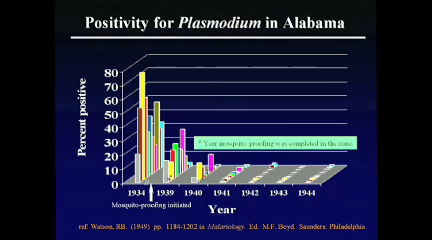 Positivity for Plasmodium in Alabama
Percent positive
80
70
60
50
40
30
20
10
0
* Year mosquito proofing was completed in the zone.
1934 1939 1940 1941 1942 1943 1944
Mosquito-proofing initiated
Year
ref: Watson, RB. (1949) pp. 1184-1202 in Malarology. Ed. M.F. Boyd. Saunders: Philadelphia